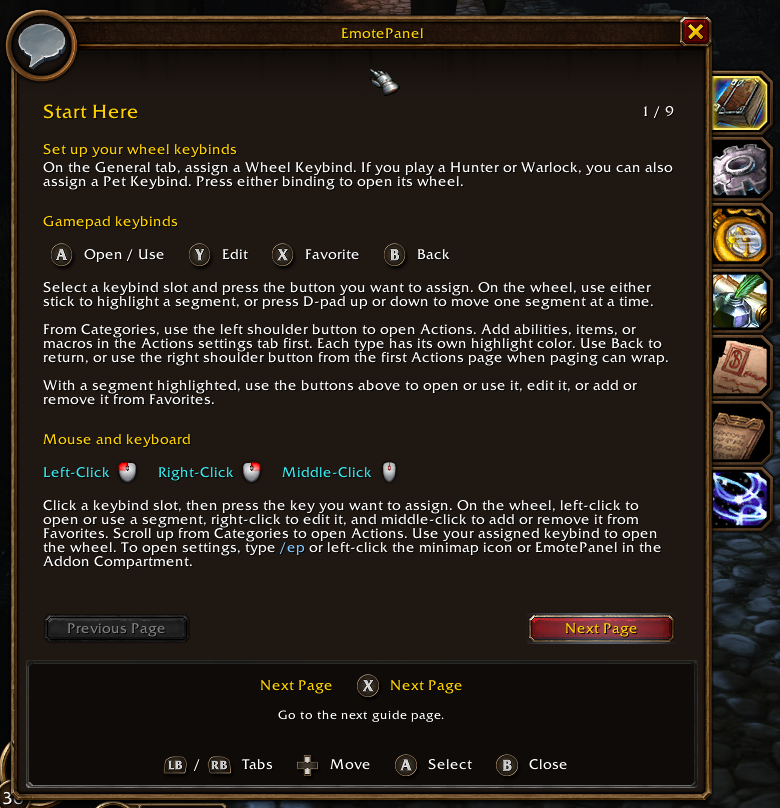 EmotePanel
Start Here
1 / 9
Set up your wheel keybinds
On the General tab, assign a Wheel Keybind. If you play a Hunter or Warlock, you can also
assign a Pet Keybind. Press either binding to open its wheel.
Gamepad keybinds
A Open / Use Y Edit X Favorite B Back
Select a keybind slot and press the button you want to assign. On the wheel, use either
stick to highlight a segment, or press D-pad up or down to move one segment at a time.
From Categories, use the left shoulder button to open Actions. Add abilities, items, or
macros in the Actions settings tab first. Each type has its own highlight color. Use Back to
return, or use the right shoulder button from the first Actions page when paging can wrap.
With a segment highlighted, use the buttons above to open or use it, edit it, or add or
remove it from Favorites.
Mouse and keyboard
Left-Click Right-Click Middle-Click
Click a keybind slot, then press the key you want to assign. On the wheel, left-click to
open or use a segment, right-click to edit it, and middle-click to add or remove it from
Favorites. Scroll up from Categories to open Actions. Use your assigned keybind to open
the wheel. To open settings, type /ep or left-click the minimap icon or EmotePanel in the
Addon Compartment.
Previous Page
Next Page
Next Page X Next Page
Go to the next guide page.
LB / RB Tabs Move A Select B Close